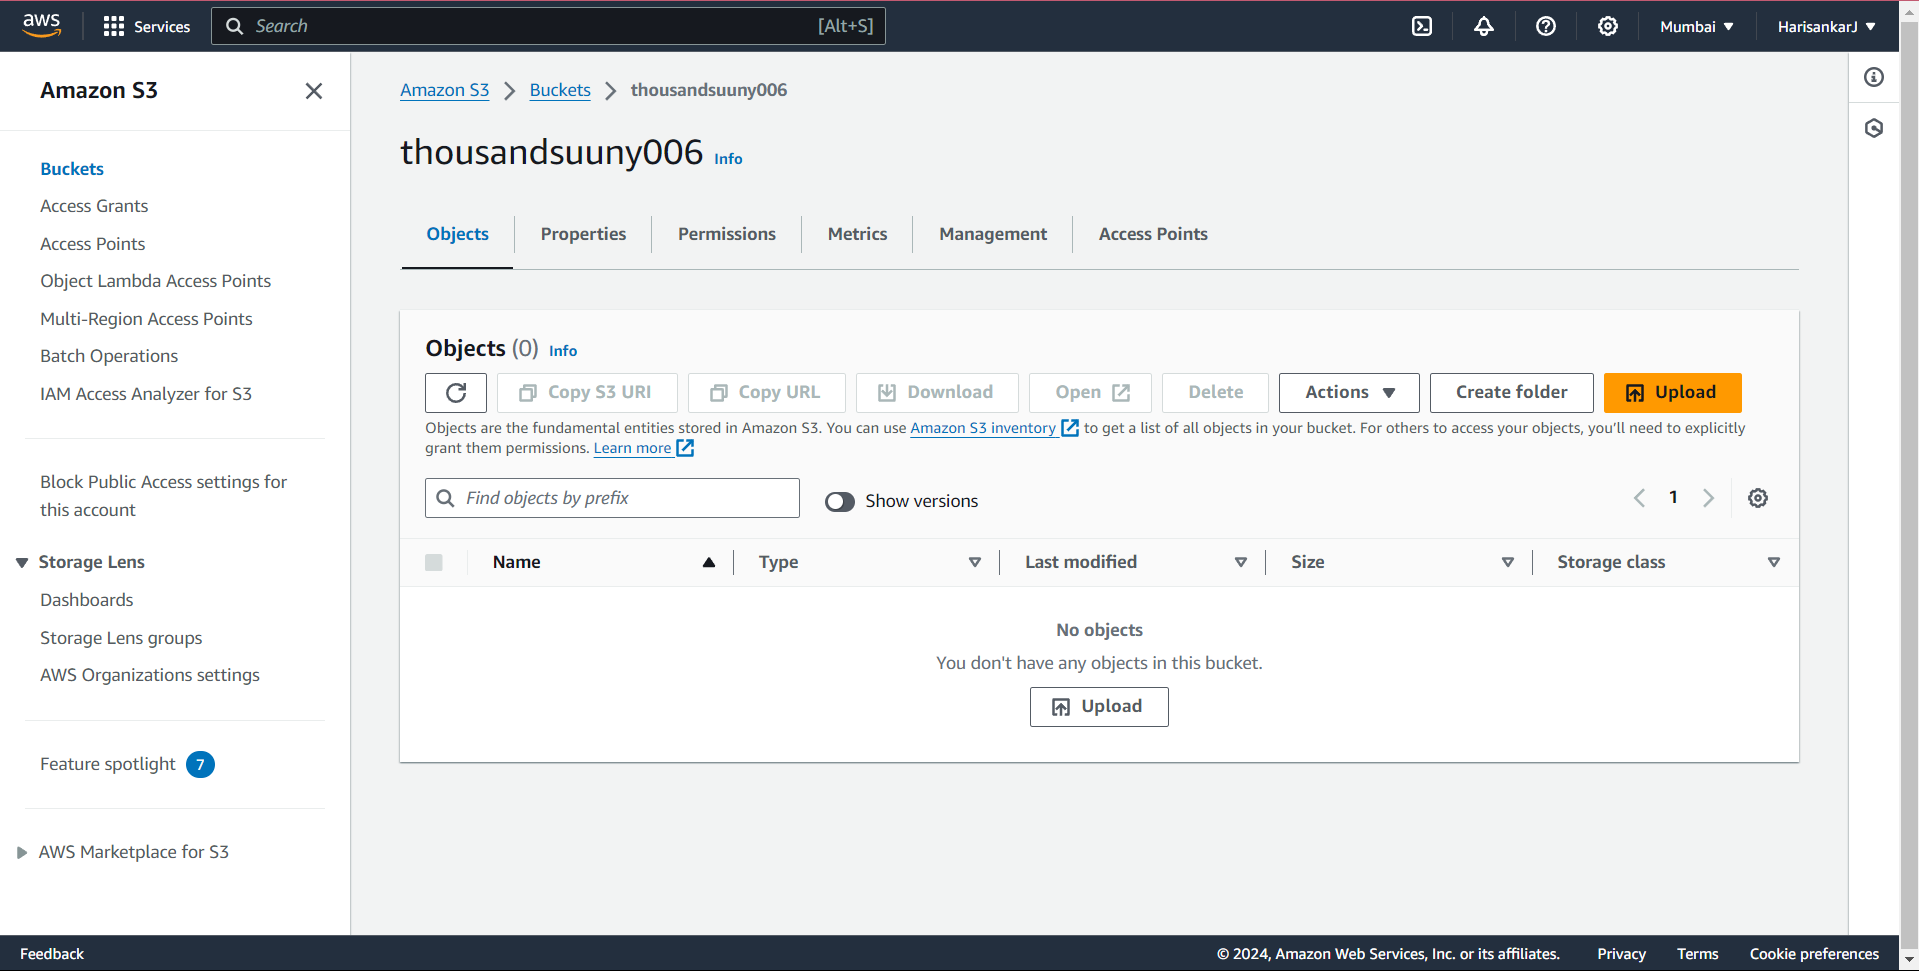 aws
Services
Search [Alt+S]
Mumbai
HarisankarJ
Amazon S3
Buckets
Access Grants
Access Points
Object Lambda Access Points
Multi-Region Access Points
Batch Operations
IAM Access Analyzer for S3
Block Public Access settings for
this account
Storage Lens
Dashboards
Storage Lens groups
AWS Organizations settings
Feature spotlight 7
AWS Marketplace for S3
Amazon S3 Buckets thousandsuuny006
thousandsuuny006 Info
Objects Properties Permissions Metrics Management Access Points
Objects (0) Info
Copy S3 URI Copy URL Download Open Delete Actions Create folder Upload
Objects are the fundamental entities stored in Amazon S3. You can use Amazon S3 inventory to get a list of all objects in your bucket. For others to access your objects, you’ll need to explicitly
grant them permissions. Learn more
Find objects by prefix Show versions 1
Name Type Last modified Size Storage class
No objects
You don't have any objects in this bucket.
Upload
Feedback © 2024, Amazon Web Services, Inc. or its affiliates. Privacy Terms Cookie preferences